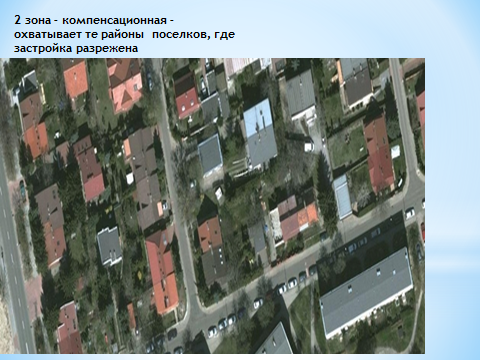 2 зона - компенсационная -
охватывает те районы поселков, где
застройка разрежена